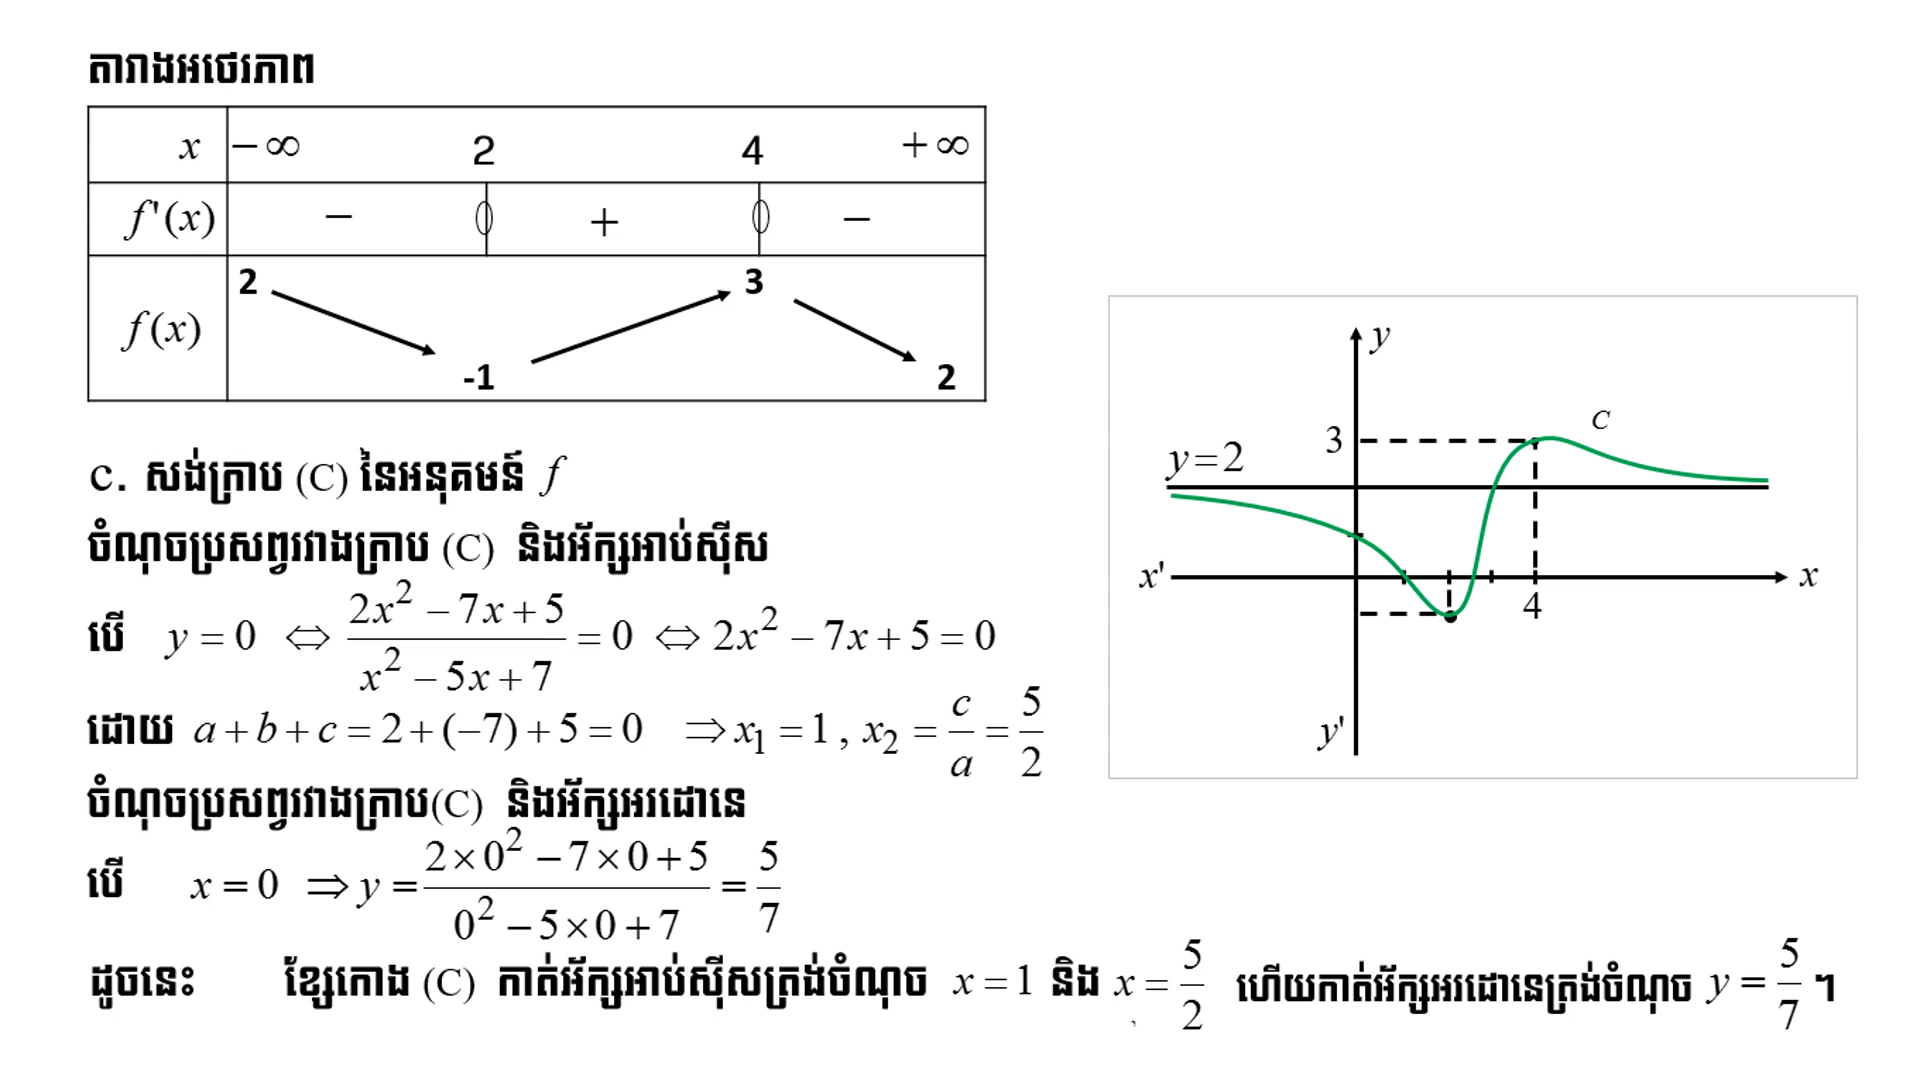 តារាងអថេរភាព
x −∞ 2 4 +∞
f'(x) − 0 + 0 −
f(x) 2 -1 3 2
c. សង់ក្រាប (C) នៃអនុគមន៍ f
ចំណុចប្រសព្វរវាងក្រាប (C) និងអ័ក្សអាប់ស៊ីស
បើ y = 0 ⇔ (2x² − 7x + 5)/(x² − 5x + 7) = 0 ⇔ 2x² − 7x + 5 = 0
ដោយ a + b + c = 2 + (−7) + 5 = 0 ⇒ x₁ = 1 , x₂ = c/a = 5/2
ចំណុចប្រសព្វរវាងក្រាប(C) និងអ័ក្សអរដោនេ
បើ x = 0 ⇒ y = (2×0² − 7×0 + 5)/(0² − 5×0 + 7) = 5/7
ដូចនេះ ខ្សែកោង (C) កាត់អ័ក្សអាប់ស៊ីសត្រង់ចំណុច x = 1 និង x = 5/2 ហើយកាត់អ័ក្សអរដោនេត្រង់ចំណុច y = 5/7 ។
y
C
3
y=2
x'
x
4
y'